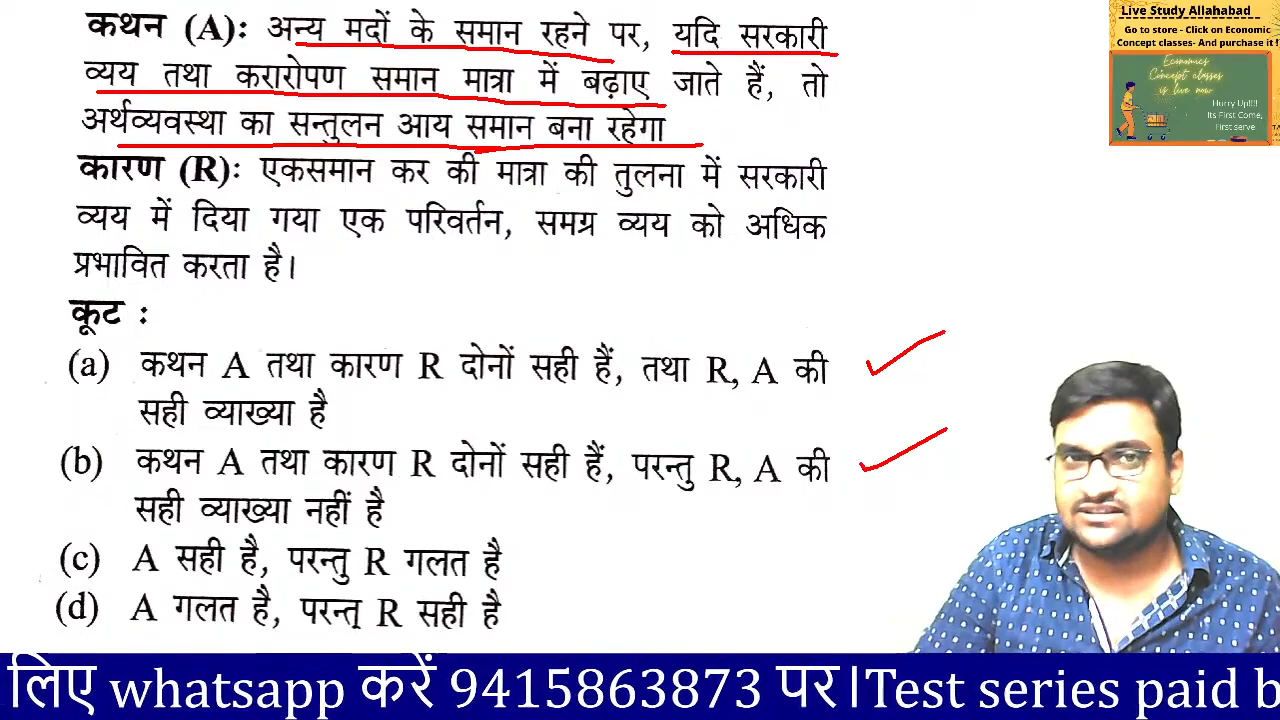 कथन (A): अन्य मदों के समान रहने पर, यदि सरकारी
व्यय तथा करारोपण समान मात्रा में बढ़ाए जाते हैं, तो
अर्थव्यवस्था का सन्तुलन आय समान बना रहेगा
कारण (R): एकसमान कर की मात्रा की तुलना में सरकारी
व्यय में दिया गया एक परिवर्तन, समग्र व्यय को अधिक
प्रभावित करता है।
कूट :
(a) कथन A तथा कारण R दोनों सही हैं, तथा R, A की
सही व्याख्या है
(b) कथन A तथा कारण R दोनों सही हैं, परन्तु R, A की
सही व्याख्या नहीं है
(c) A सही है, परन्तु R गलत है
(d) A गलत है, परन्त् R सही है
Live Study Allahabad
Go to store - Click on Economic
Concept classes- And purchase it
Economics
Concept classes
is live now
Hurry Up!!!!
Its First Come,
First serve
लिए whatsapp करें 9415863873 पर। Test series paid b